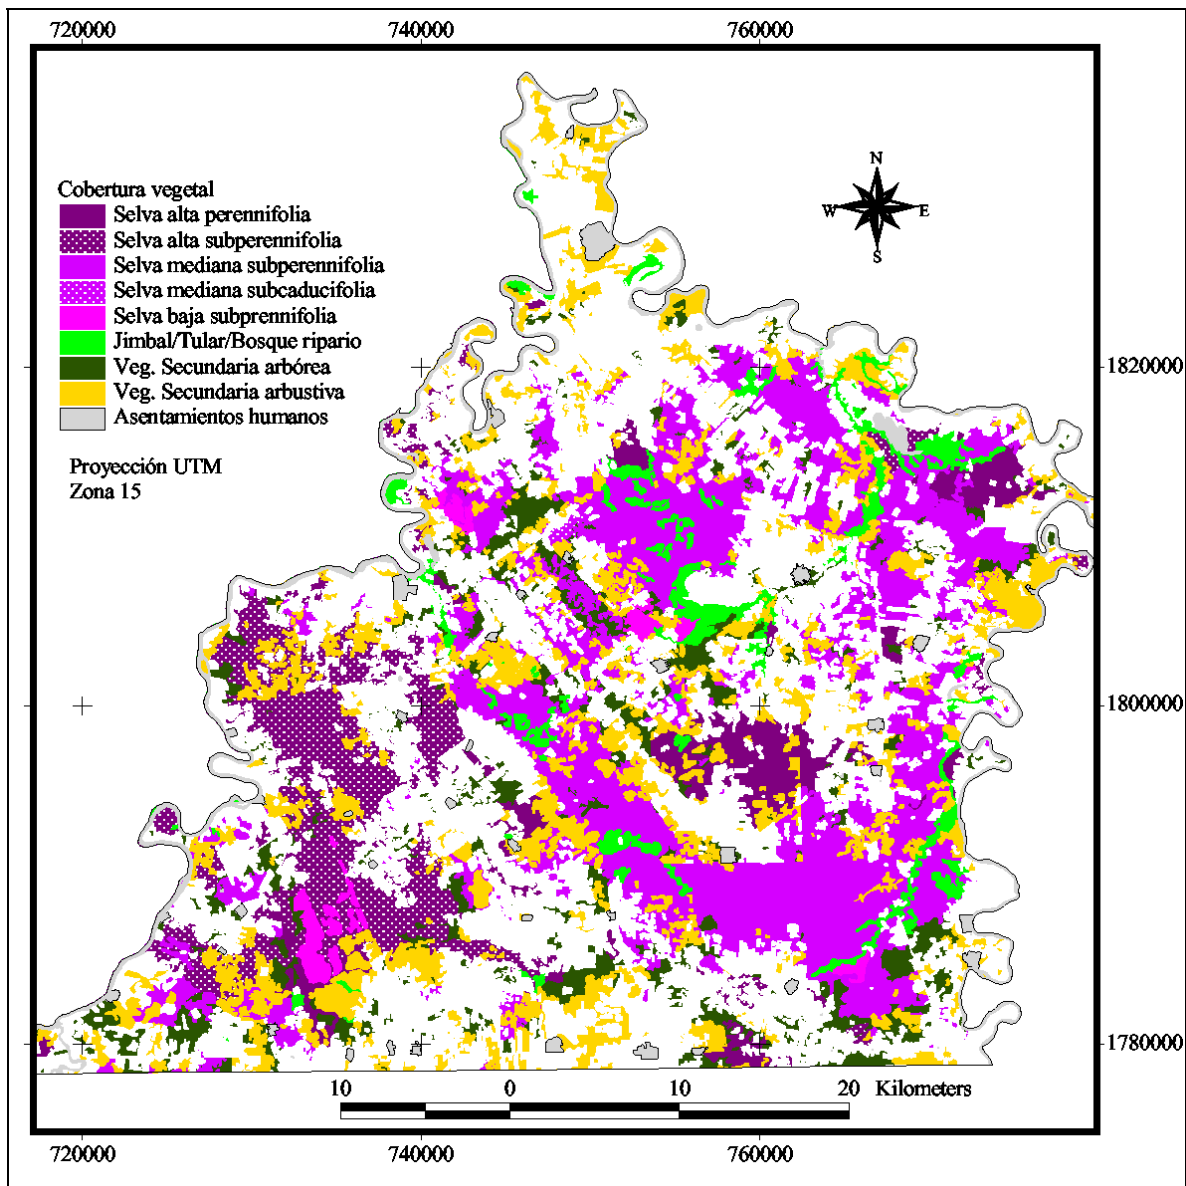 720000 740000 760000
N
W E
S
Cobertura vegetal
Selva alta perennifolia
Selva alta subperennifolia
Selva mediana subperennifolia
Selva mediana subcaducifolia
Selva baja subprennifolia
Jimbal/Tular/Bosque ripario
Veg. Secundaria arbórea
Veg. Secundaria arbustiva
Asentamientos humanos
Proyección UTM
Zona 15
1820000
1800000
1780000
10 0 10 20 Kilometers
720000 740000 760000